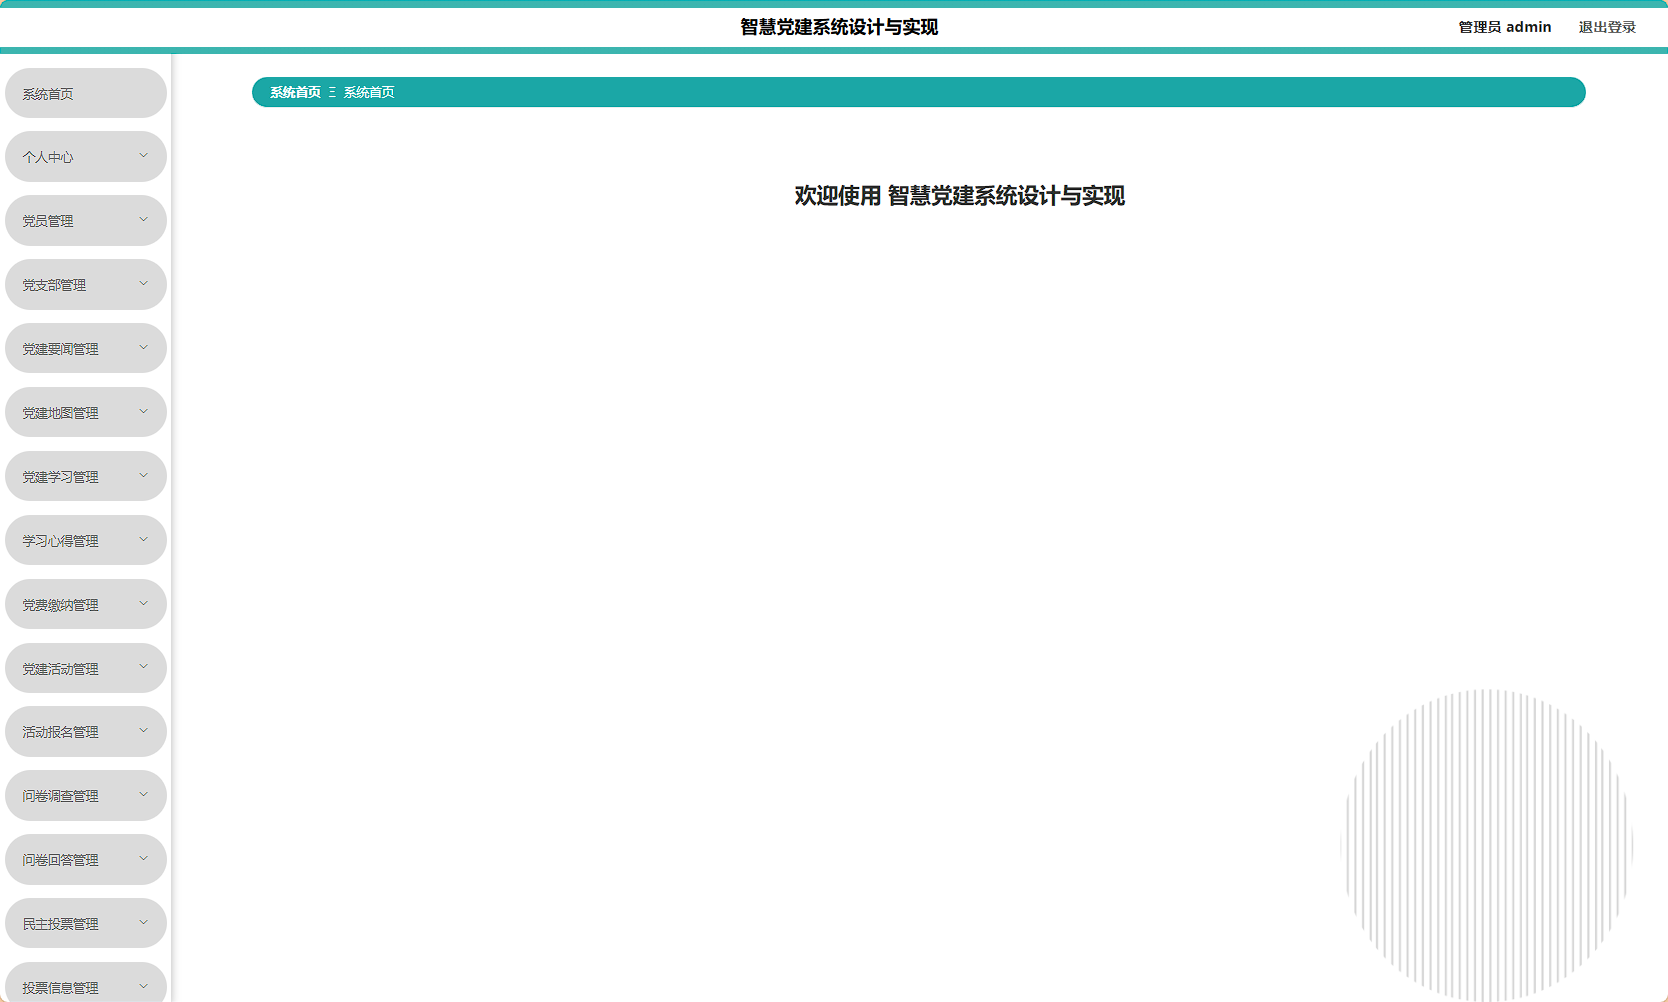 智慧党建系统设计与实现
管理员 admin
退出登录
系统首页
个人中心
党员管理
党支部管理
党建要闻管理
党建地图管理
党建学习管理
学习心得管理
党费缴纳管理
党建活动管理
活动报名管理
问卷调查管理
问卷回答管理
民主投票管理
投票信息管理
系统首页 Ξ 系统首页
欢迎使用 智慧党建系统设计与实现